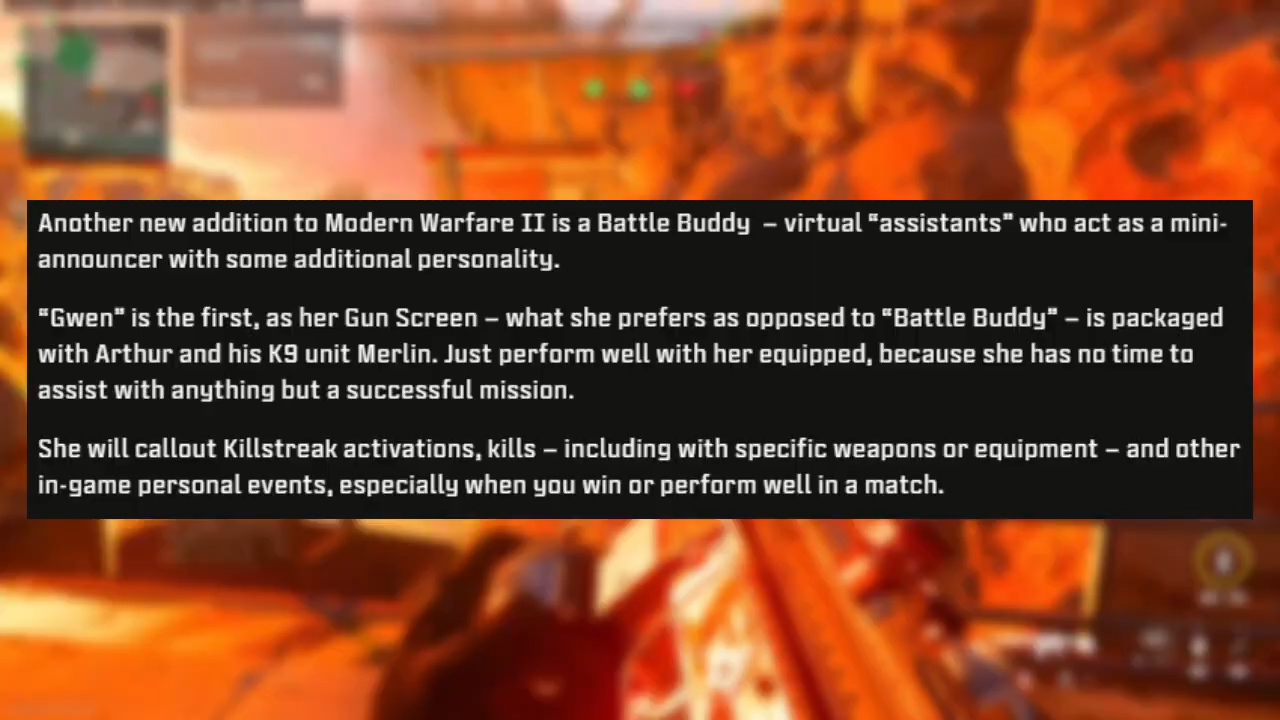 Another new addition to Modern Warfare II is a Battle Buddy – virtual "assistants" who act as a mini-
announcer with some additional personality.
"Gwen" is the first, as her Gun Screen – what she prefers as opposed to "Battle Buddy" – is packaged
with Arthur and his K9 unit Merlin. Just perform well with her equipped, because she has no time to
assist with anything but a successful mission.
She will callout Killstreak activations, kills – including with specific weapons or equipment – and other
in-game personal events, especially when you win or perform well in a match.